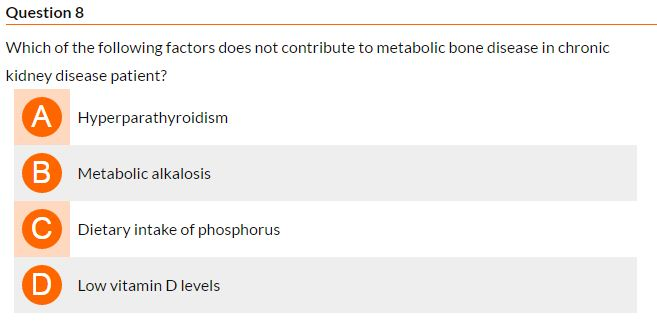 Question 8
Which of the following factors does not contribute to metabolic bone disease in chronic
kidney disease patient?
A Hyperparathyroidism
B Metabolic alkalosis
C Dietary intake of phosphorus
D Low vitamin D levels